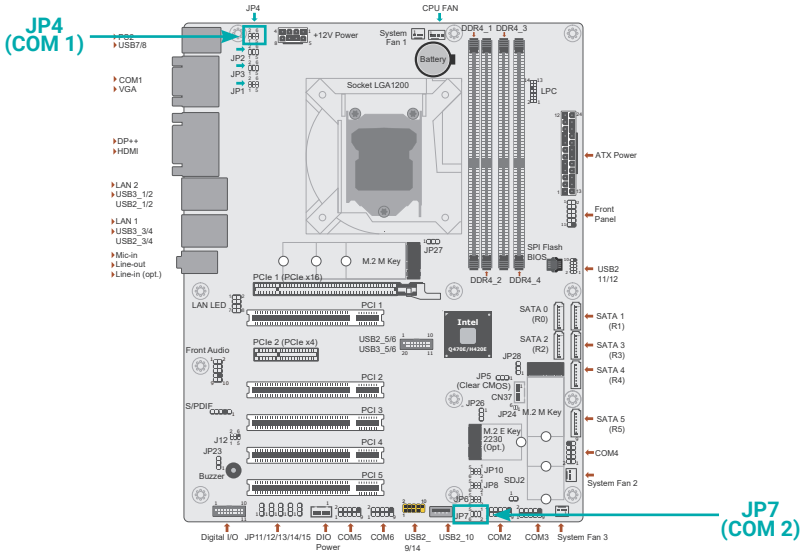 JP4
CPU FAN
JP4
(COM 1)
PS2
USB7/8
+12V Power
System
Fan 1
DDR4_1 DDR4_3
JP2
JP3
JP1
Battery
COM1
VGA
Socket LGA1200
LPC
DP++
HDMI
ATX Power
LAN 2
USB3_1/2
USB2_1/2
LAN 1
USB3_3/4
USB2_3/4
Front
Panel
Mic-in
Line-out
Line-in (opt.)
M.2 M Key
JP27
SPI Flash
BIOS
USB2
11/12
PCIe 1 (PCIe x16)
DDR4_2
DDR4_4
LAN LED
PCI 1
SATA 0
(R0)
SATA 1
(R1)
Intel
Q470E/H420E
USB2_5/6
USB3_5/6
PCIe 2 (PCIe x4)
SATA 2
(R2)
SATA 3
(R3)
Front Audio
JP28
SATA 4
(R4)
PCI 2
JP5
(Clear CMOS)
CN37
S/PDIF
PCI 3
JP26
JP24
M.2 M Key
SATA 5
(R5)
J12
PCI 4
M.2 E Key
2230
(Opt.)
COM4
JP23
Buzzer
PCI 5
JP10
JP8
SDJ2
System Fan 2
JP6
JP7
JP7
(COM 2)
Digital I/O
JP11/12/13/14/15
DIO
Power
COM5
COM6
USB2_
9/14
USB2_10
COM2
COM3
System Fan 3